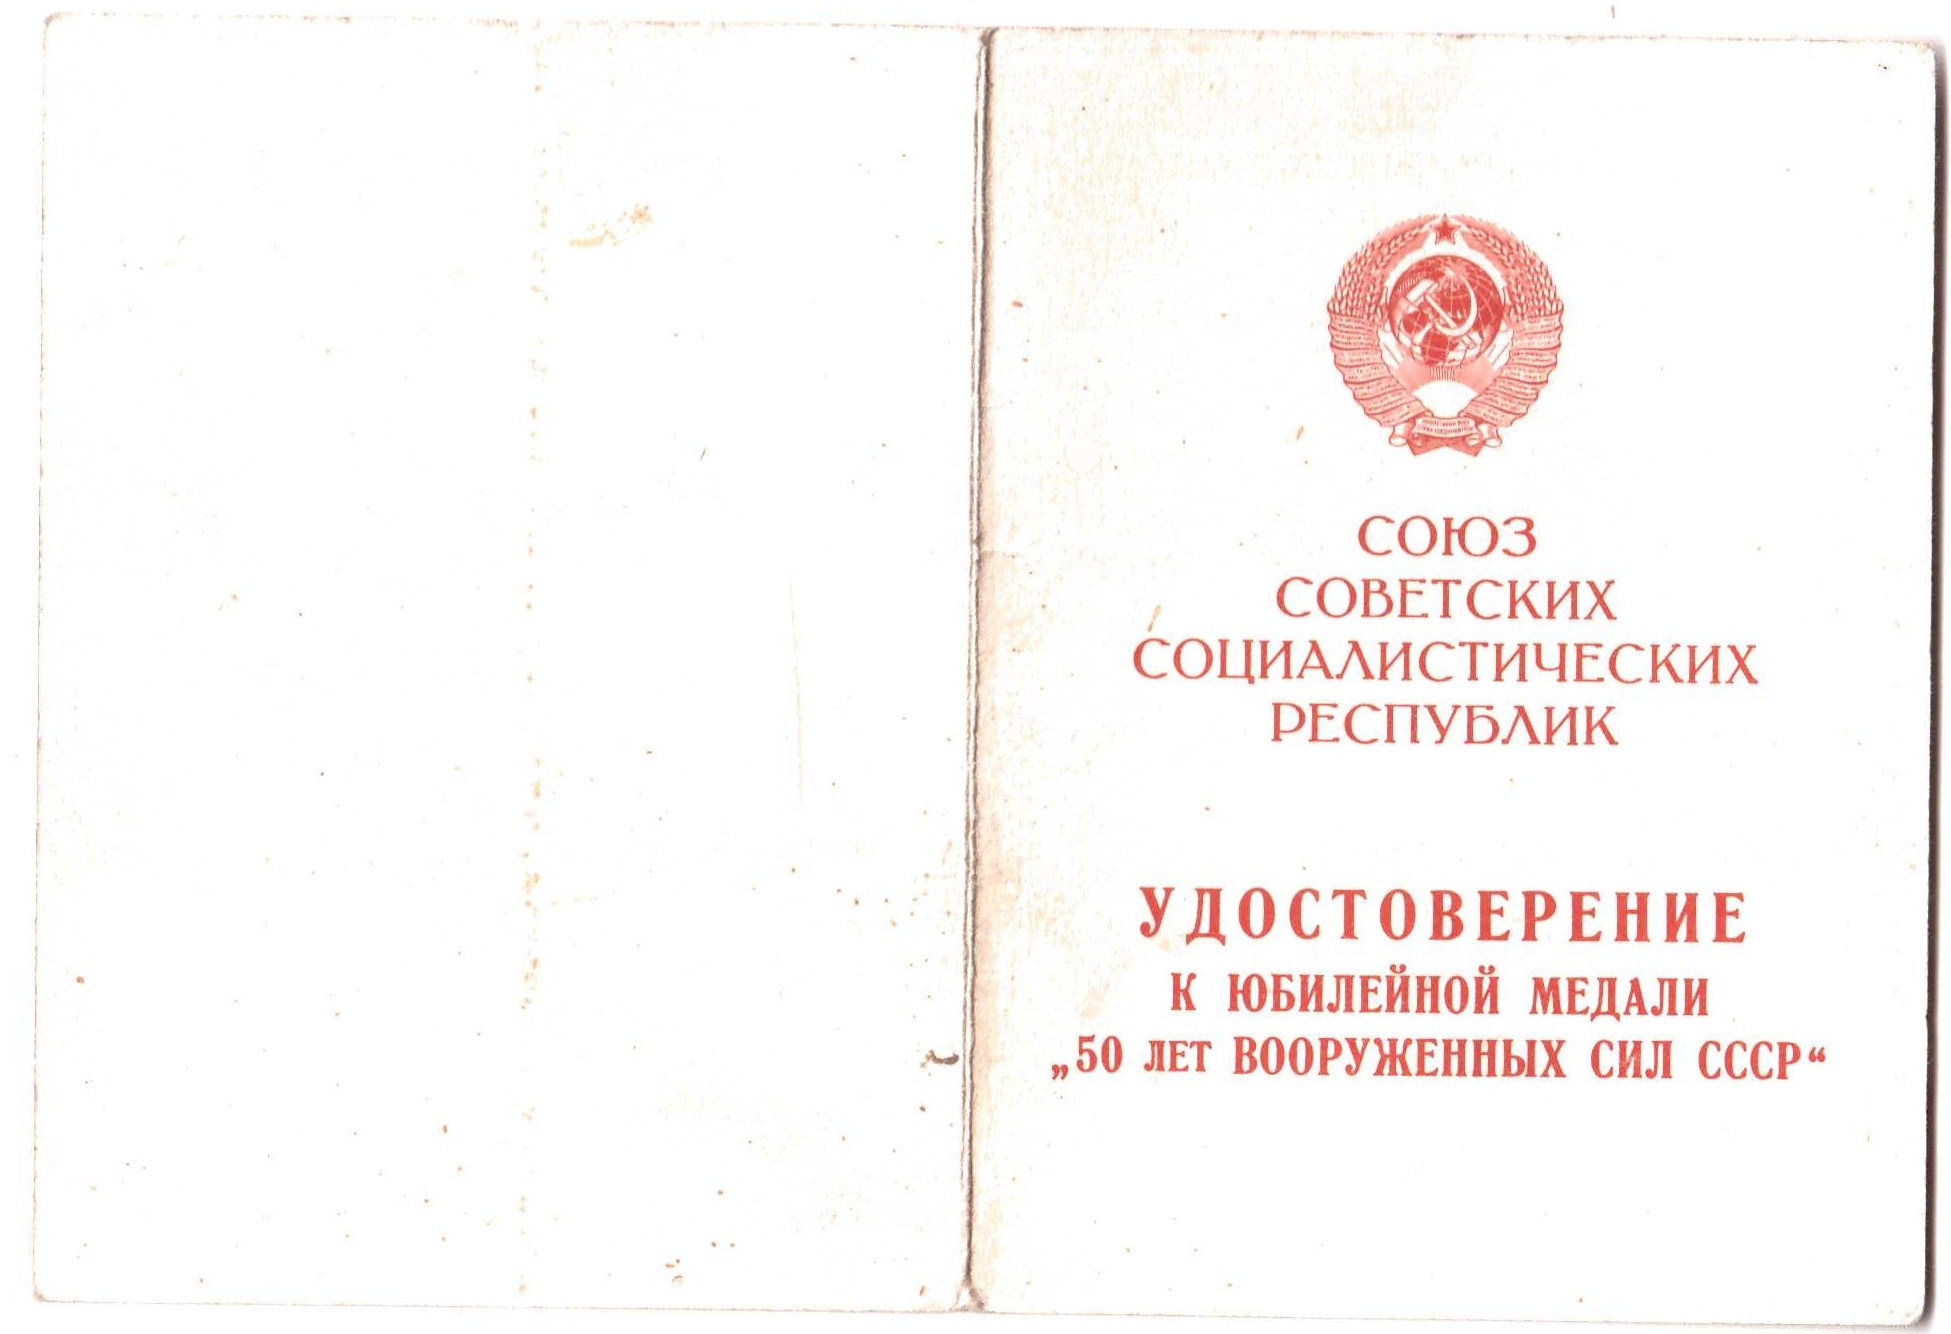 СОЮЗ
СОВЕТСКИХ
СОЦИАЛИСТИЧЕСКИХ
РЕСПУБЛИК
УДОСТОВЕРЕНИЕ
К ЮБИЛЕЙНОЙ МЕДАЛИ
„50 ЛЕТ ВООРУЖЕННЫХ СИЛ СССР“